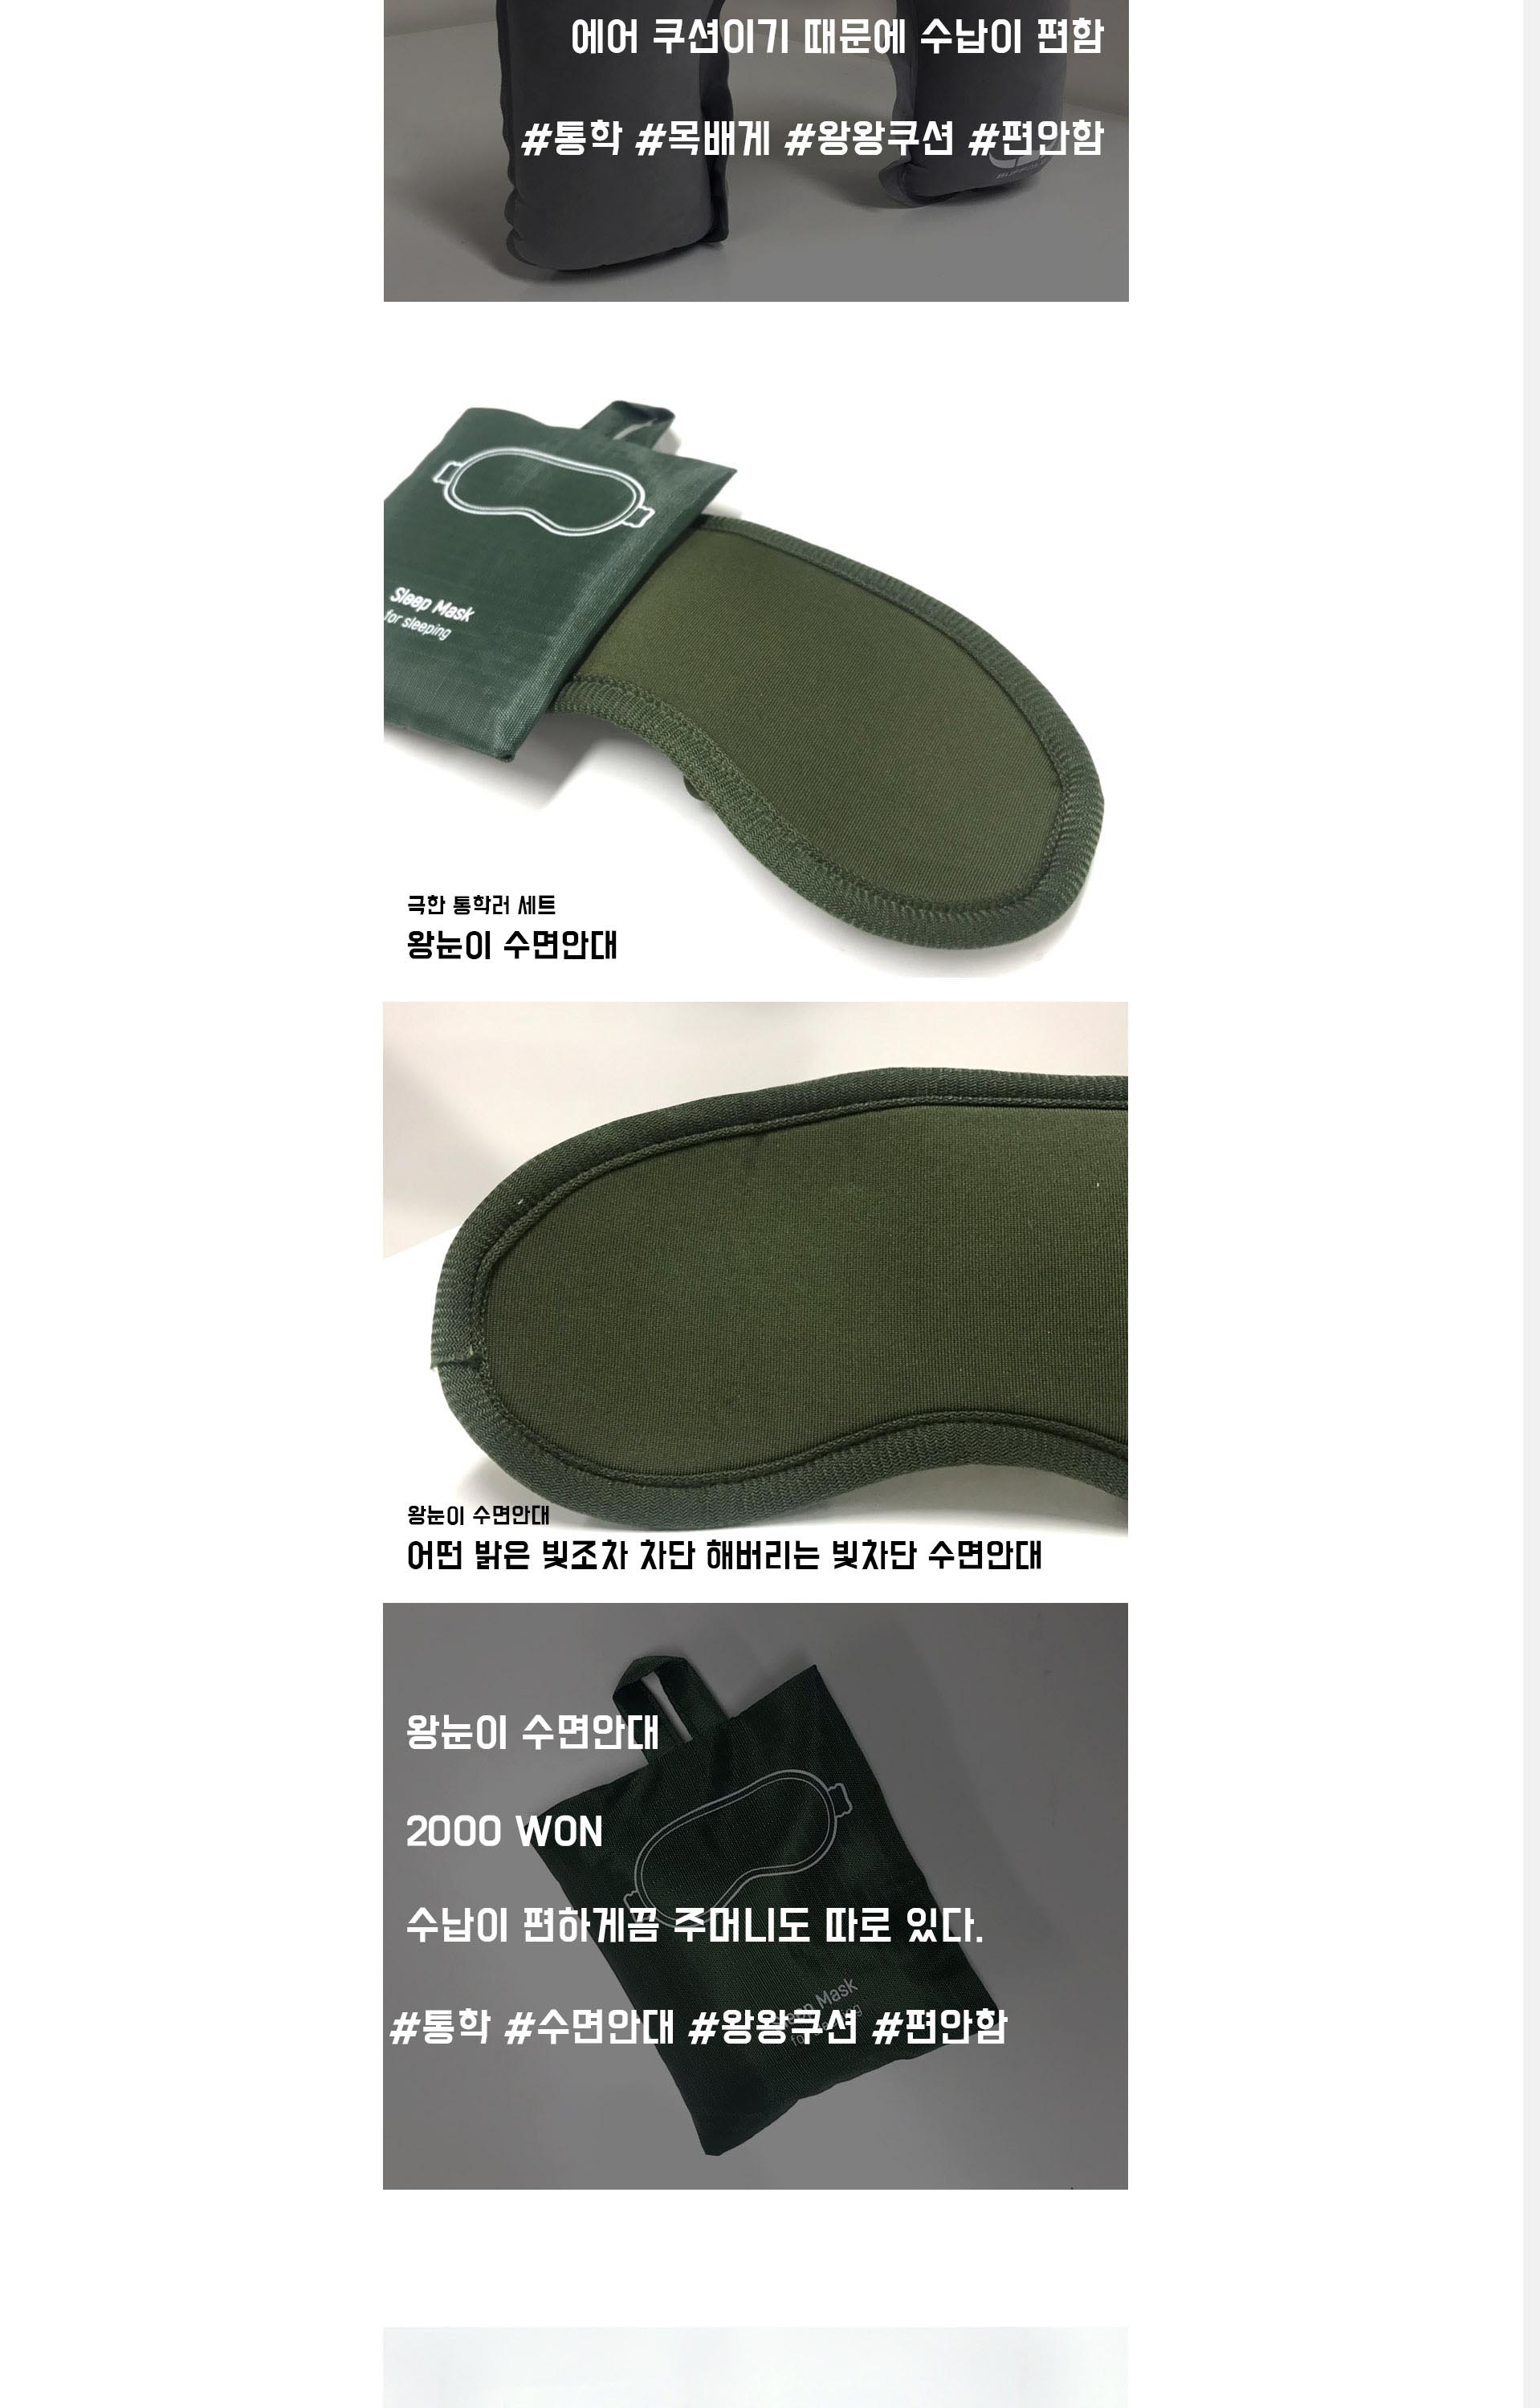 에어 쿠션이기 때문에 수납이 편함
#통학 #목배게 #왕왕쿠션 #편안함
Sleep Mask
for sleeping
극한 통학러 세트
왕눈이 수면안대
왕눈이 수면안대
어떤 밝은 빛조차 차단 해버리는 빛차단 수면안대
왕눈이 수면안대
2000 WON
수납이 편하게끔 주머니도 따로 있다.
Mask
#통학 #수면안대 #왕왕쿠션 #편안함